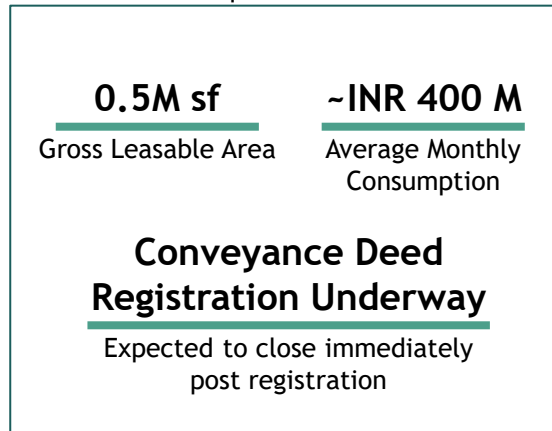 0.5M sf
~INR 400 M
Gross Leasable Area
Average Monthly
Consumption
Conveyance Deed
Registration Underway
Expected to close immediately
post registration